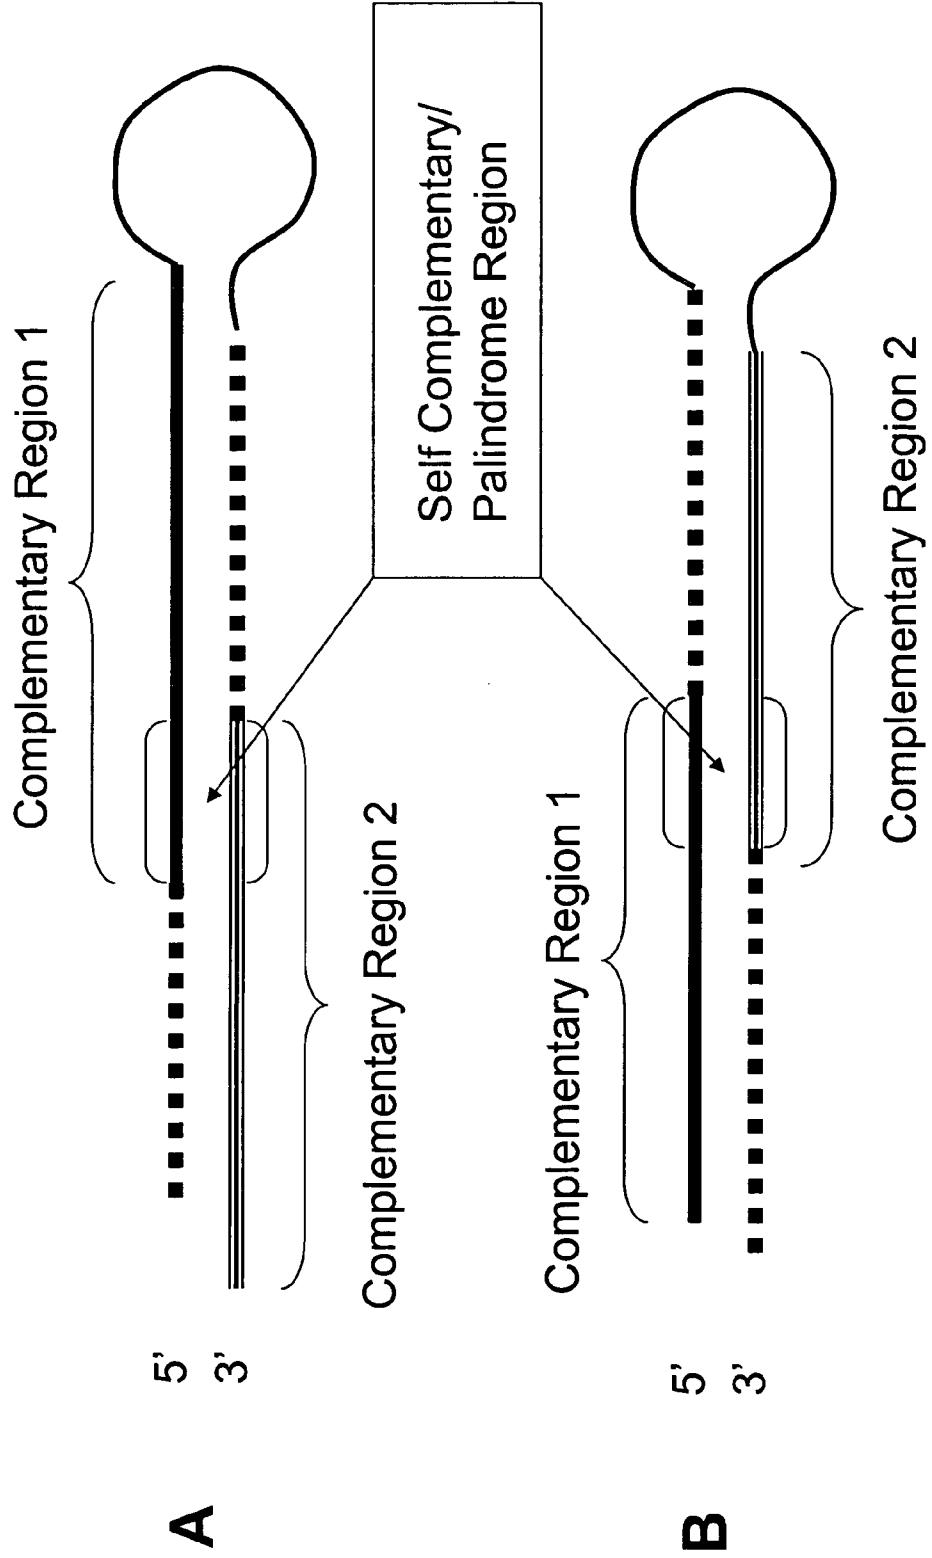 A
Complementary Region 1
5'
3'
Complementary Region 2
Self Complementary/
Palindrome Region
B
Complementary Region 1
5'
3'
Complementary Region 2